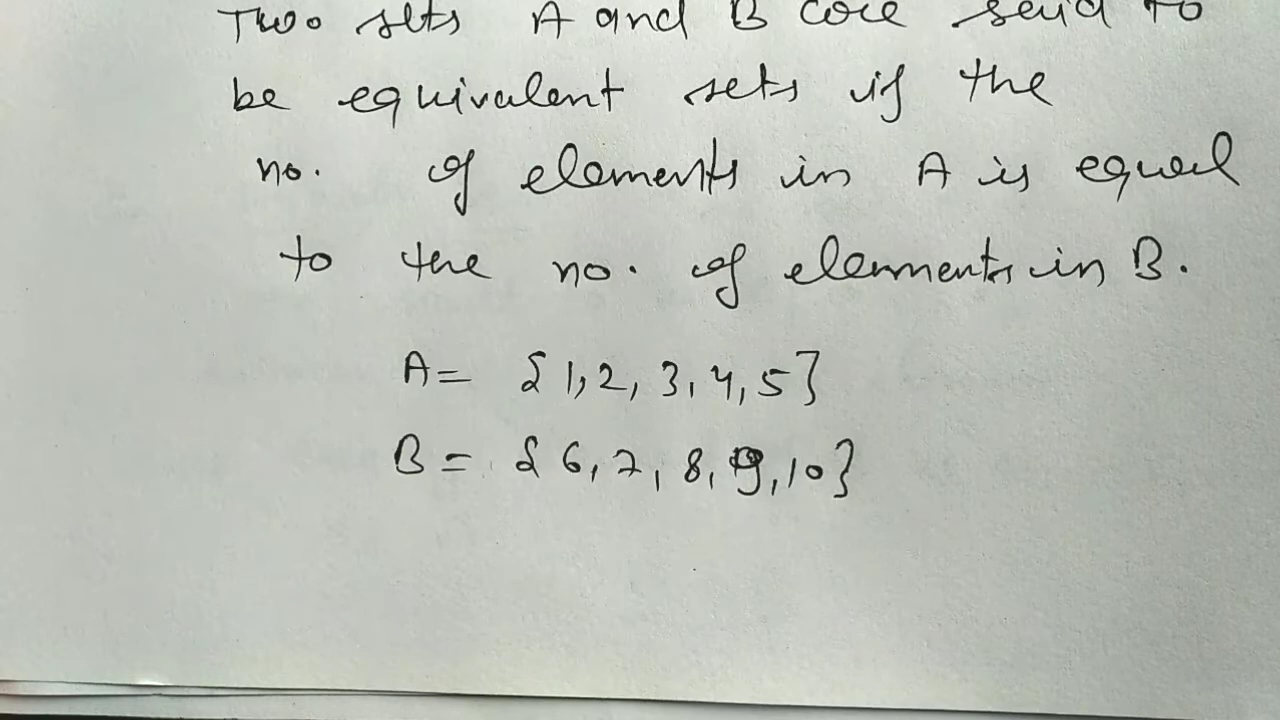 Two sets A and B are said to
be equivalent sets if the
no. of elements in A is equal
to the no. of elements in B.
A = {1, 2, 3, 4, 5}
B = {6, 7, 8, 9, 10}